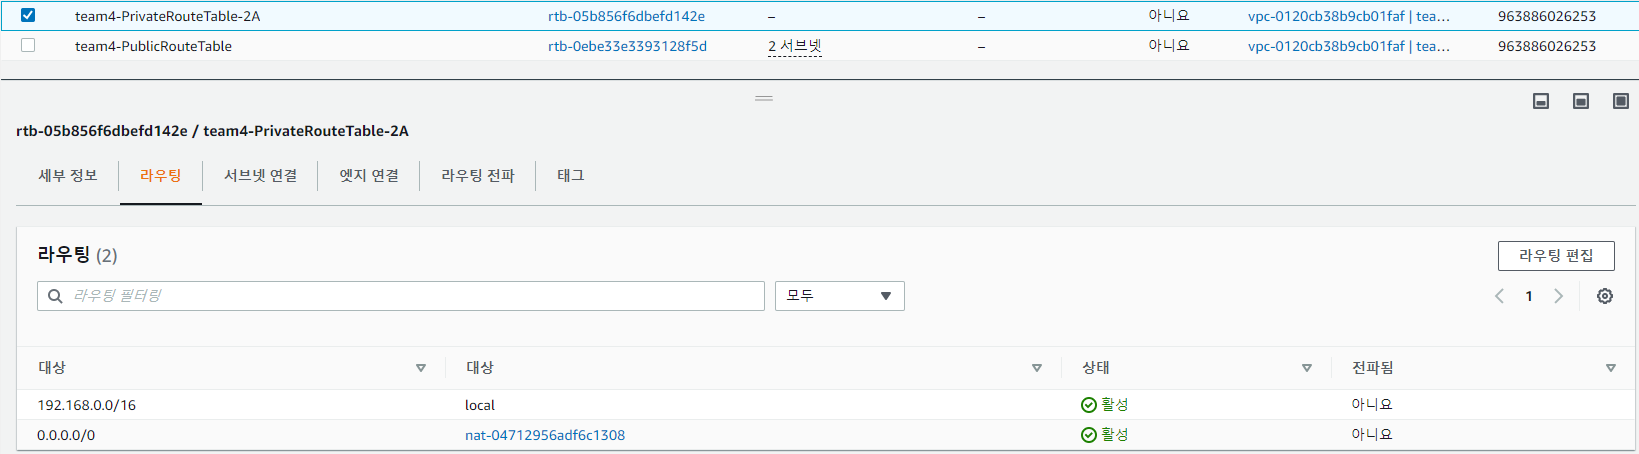 team4-PrivateRouteTable-2A rtb-05b856f6dbefd142e – – 아니요 vpc-0120cb38b9cb01faf | tea... 963886026253
team4-PublicRouteTable rtb-0ebe33e3393128f5d 2 서브넷 – 아니요 vpc-0120cb38b9cb01faf | tea... 963886026253
rtb-05b856f6dbefd142e / team4-PrivateRouteTable-2A
세부 정보 라우팅 서브넷 연결 엣지 연결 라우팅 전파 태그
라우팅 (2) 라우팅 편집
라우팅 필터링 모두 1
대상 대상 상태 전파됨
192.168.0.0/16 local 활성 아니요
0.0.0.0/0 nat-04712956adf6c1308 활성 아니요